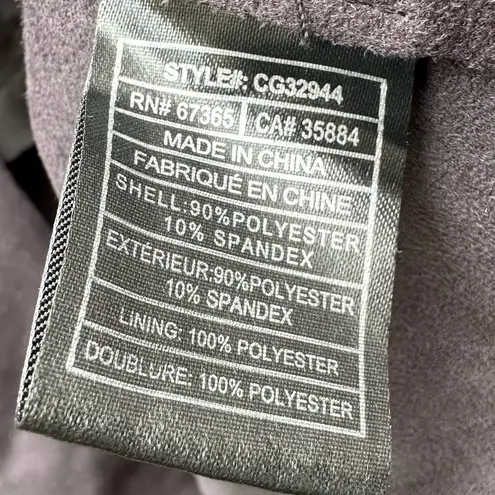 STYLE#: CG32944
RN# 67365 CA# 35884
MADE IN CHINA
FABRIQUÉ EN CHINE
SHELL:90%POLYESTER
10% SPANDEX
EXTÉRIEUR:90%POLYESTER
10% SPANDEX
LINING: 100% POLYESTER
DOUBLURE: 100% POLYESTER